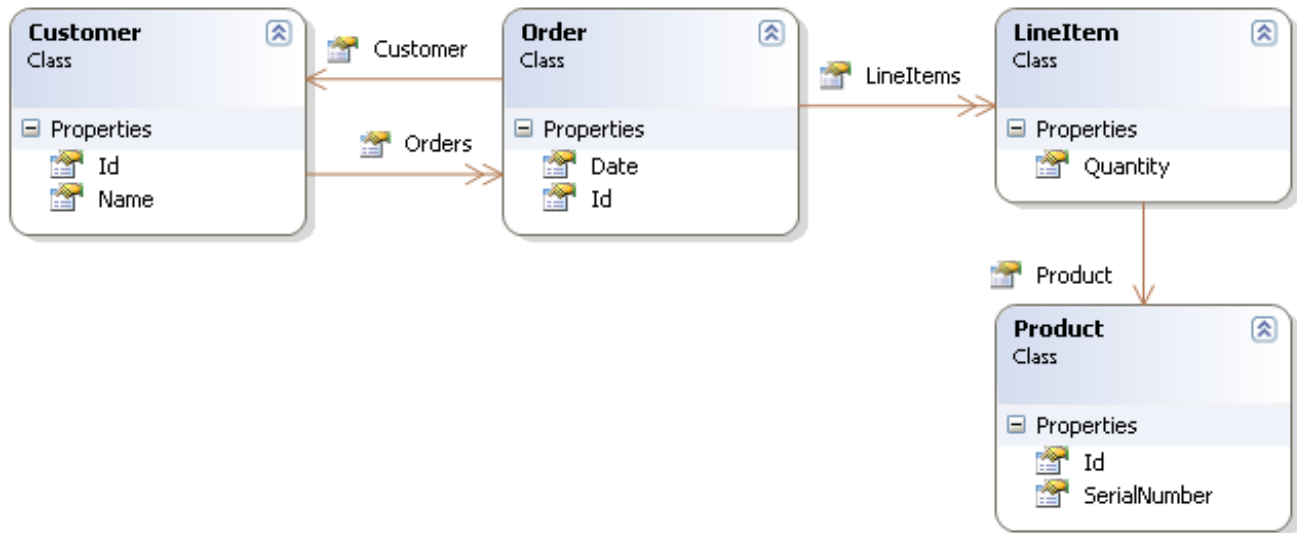 Customer
Class
Properties
Id
Name
Customer
Orders
Order
Class
Properties
Date
Id
LineItems
LineItem
Class
Properties
Quantity
Product
Product
Class
Properties
Id
SerialNumber